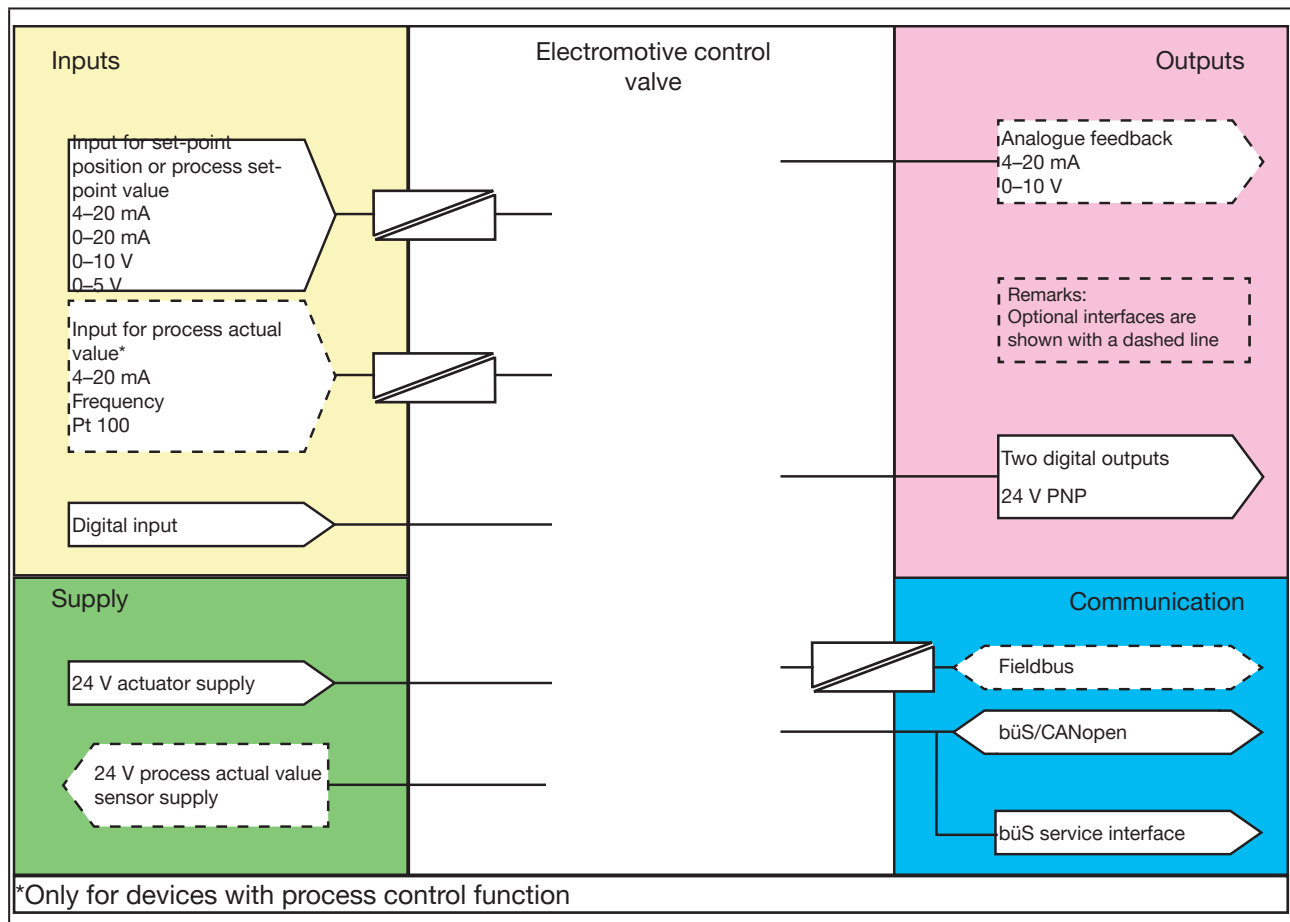 Inputs
Input for set-point
position or process set-
point value
4–20 mA
0–20 mA
0–10 V
0–5 V
Input for process actual
value*
4–20 mA
Frequency
Pt 100
Digital input
Supply
24 V actuator supply
24 V process actual value
sensor supply
Electromotive control
valve
Outputs
Analogue feedback
4–20 mA
0–10 V
Remarks:
Optional interfaces are
shown with a dashed line
Two digital outputs
24 V PNP
Communication
Fieldbus
büS/CANopen
büS service interface
*Only for devices with process control function